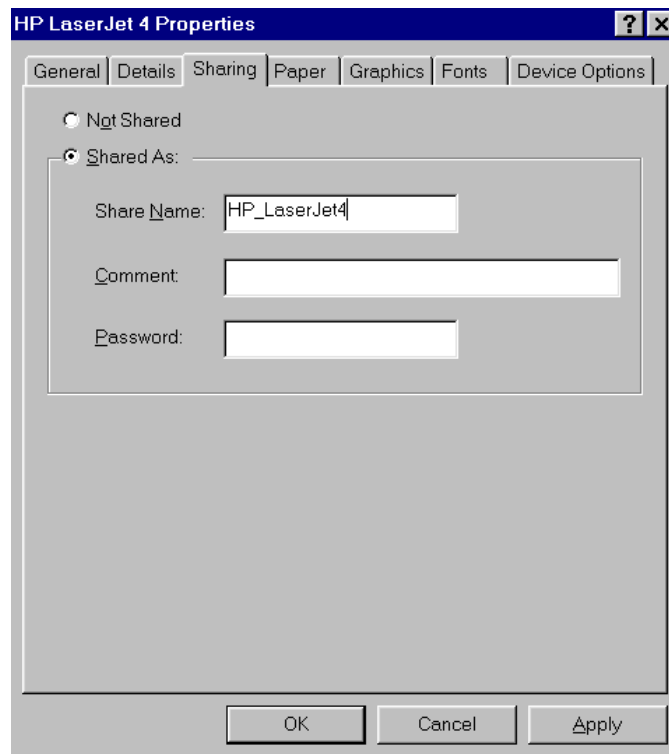 HP LaserJet 4 Properties
General Details Sharing Paper Graphics Fonts Device Options
Not Shared
Shared As:
Share Name: HP_LaserJet4
Comment:
Password:
OK Cancel Apply